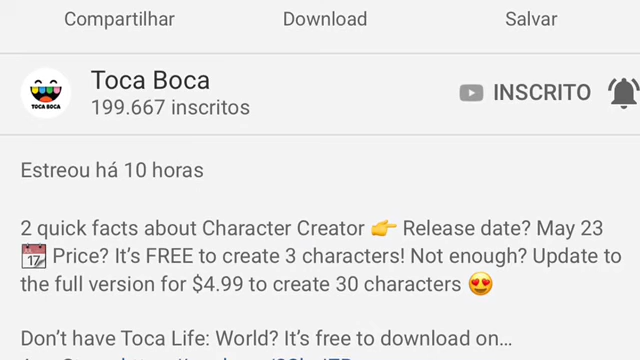 Compartilhar Download Salvar
TOCA BOCA
Toca Boca
INSCRITO
199.667 inscritos
Estreou há 10 horas
2 quick facts about Character Creator 👉 Release date? May 23
📆 Price? It’s FREE to create 3 characters! Not enough? Update to
the full version for $4.99 to create 30 characters 😍
Don’t have Toca Life: World? It’s free to download on...